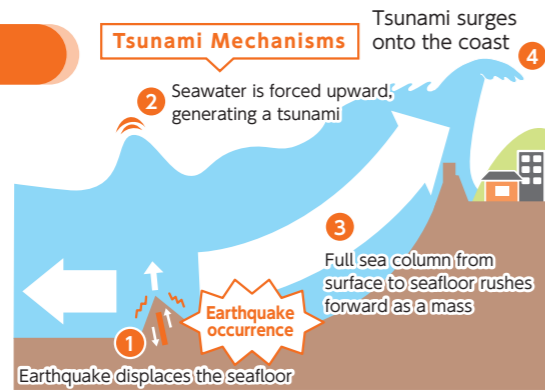 Tsunami Mechanisms
Tsunami surges
onto the coast
4
2
Seawater is forced upward,
generating a tsunami
3
Full sea column from
surface to seafloor rushes
forward as a mass
Earthquake
occurrence
1
Earthquake displaces the seafloor